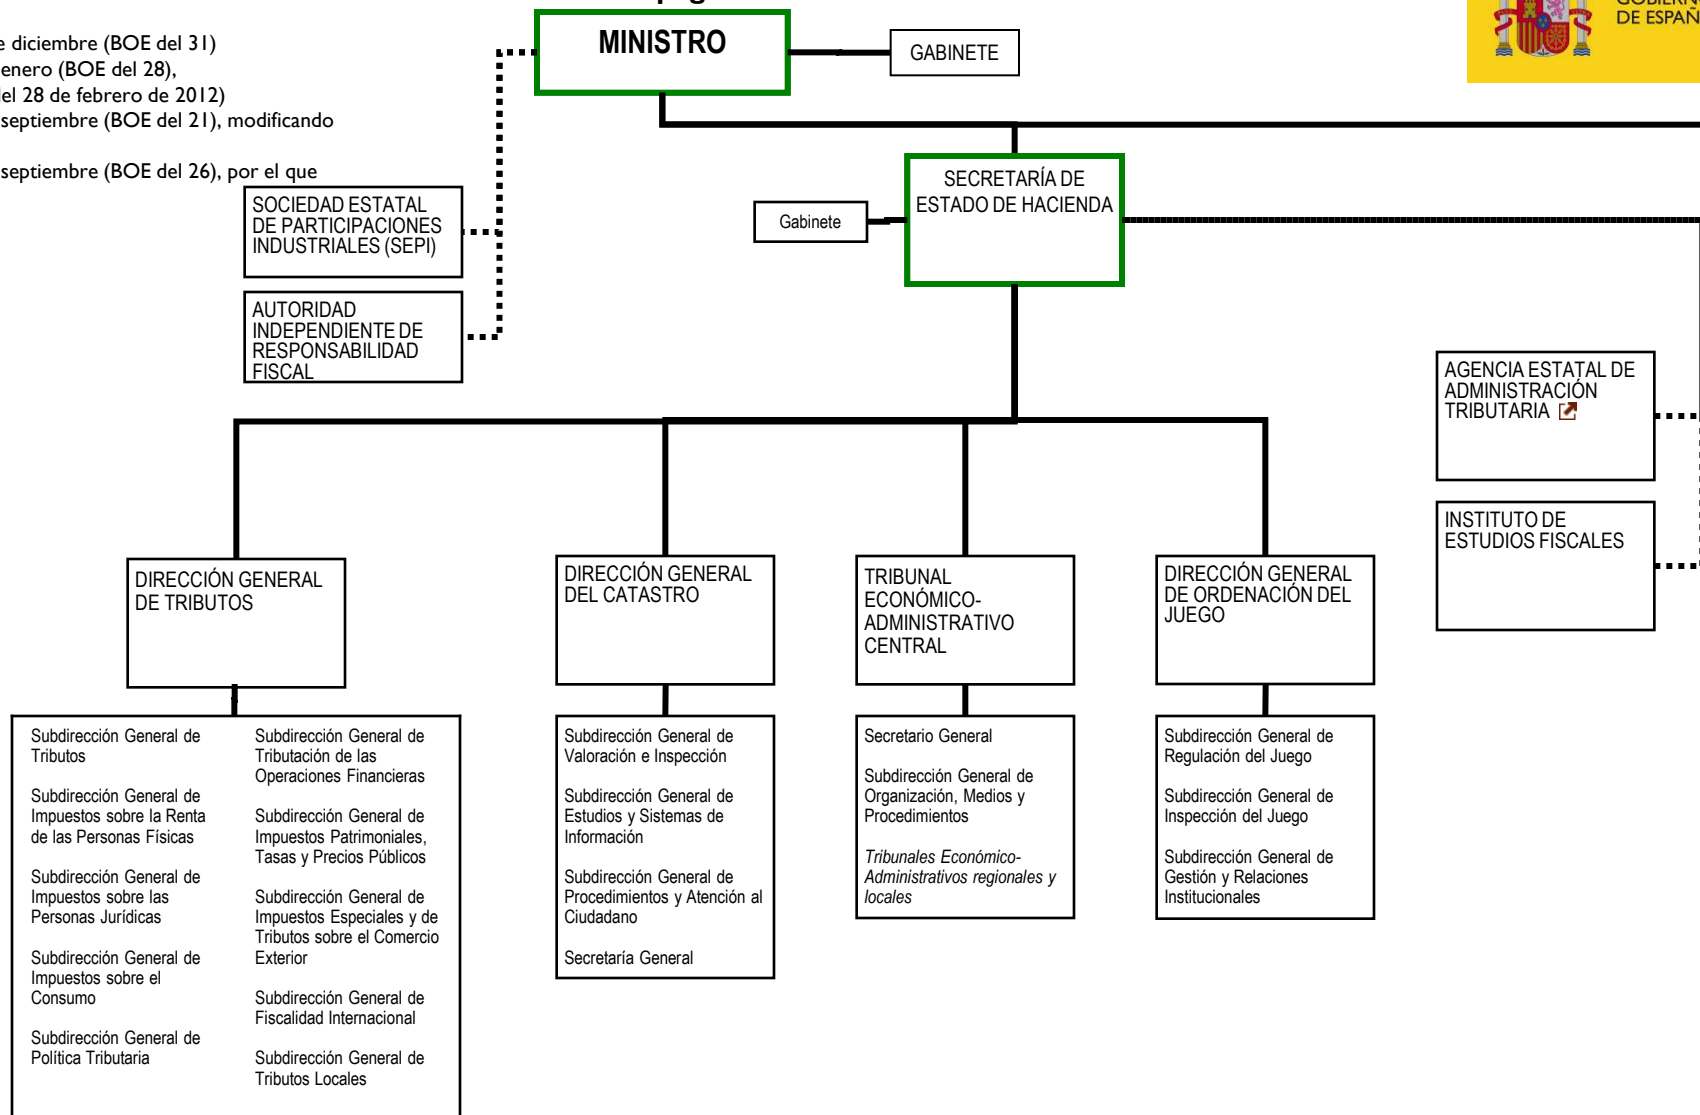 e diciembre (BOE del 31)
enero (BOE del 28),
del 28 de febrero de 2012)
septiembre (BOE del 21), modificando
septiembre (BOE del 26), por el que
MINISTRO
GABINETE
GOBIERNO
DE ESPAÑ
SECRETARÍA DE
ESTADO DE HACIENDA
Gabinete
SOCIEDAD ESTATAL
DE PARTICIPACIONES
INDUSTRIALES (SEPI)
AUTORIDAD
INDEPENDIENTE DE
RESPONSABILIDAD
FISCAL
AGENCIA ESTATAL DE
ADMINISTRACIÓN
TRIBUTARIA
INSTITUTO DE
ESTUDIOS FISCALES
DIRECCIÓN GENERAL
DE TRIBUTOS
Subdirección General de
Tributos
Subdirección General de
Impuestos sobre la Renta
de las Personas Físicas
Subdirección General de
Impuestos sobre las
Personas Jurídicas
Subdirección General de
Impuestos sobre el
Consumo
Subdirección General de
Política Tributaria
Subdirección General de
Tributación de las
Operaciones Financieras
Subdirección General de
Impuestos Patrimoniales,
Tasas y Precios Públicos
Subdirección General de
Impuestos Especiales y de
Tributos sobre el Comercio
Exterior
Subdirección General de
Fiscalidad Internacional
Subdirección General de
Tributos Locales
DIRECCIÓN GENERAL
DEL CATASTRO
Subdirección General de
Valoración e Inspección
Subdirección General de
Estudios y Sistemas de
Información
Subdirección General de
Procedimientos y Atención al
Ciudadano
Secretaría General
TRIBUNAL
ECONÓMICO-
ADMINISTRATIVO
CENTRAL
Secretario General
Subdirección General de
Organización, Medios y
Procedimientos
Tribunales Económico-
Administrativos regionales y
locales
DIRECCIÓN GENERAL
DE ORDENACIÓN DEL
JUEGO
Subdirección General de
Regulación del Juego
Subdirección General de
Inspección del Juego
Subdirección General de
Gestión y Relaciones
Institucionales